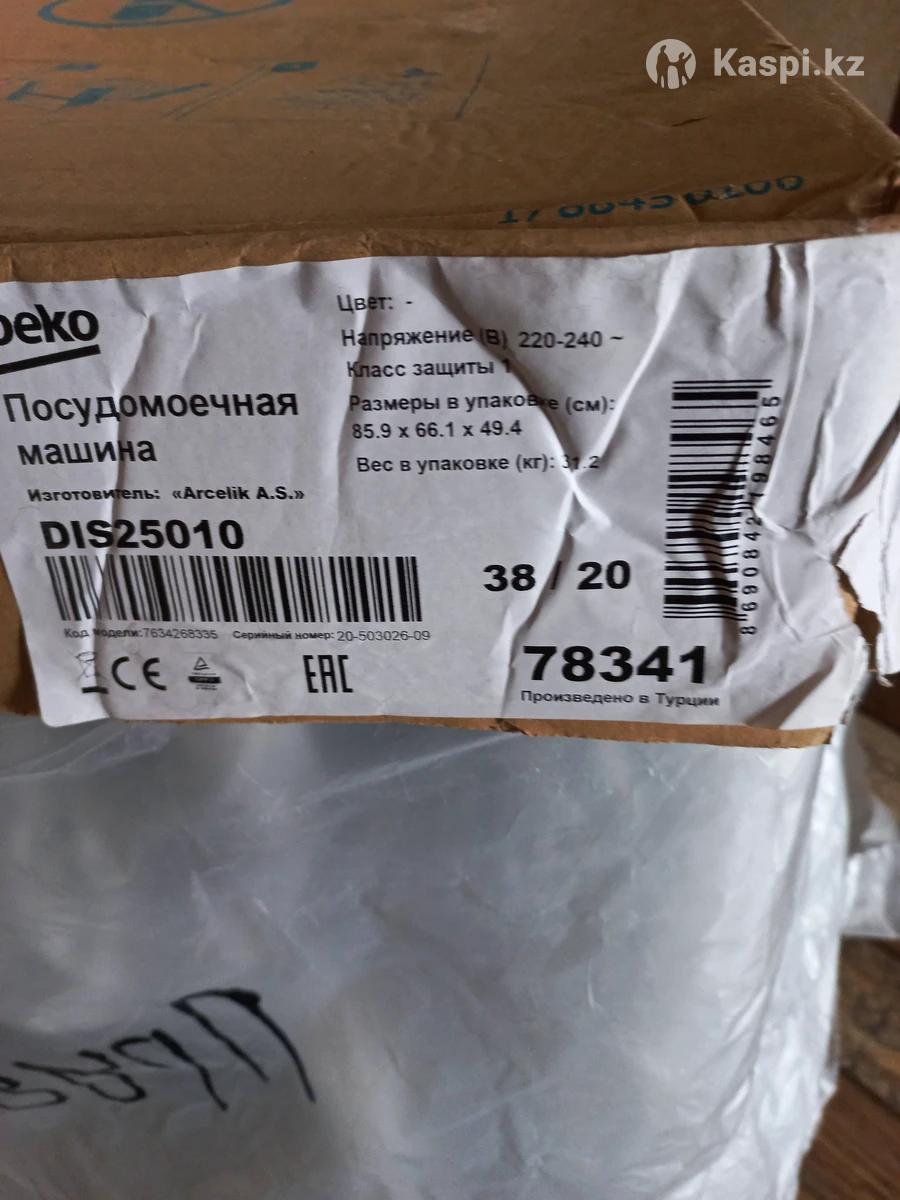 Kaspi.kz
beko
Посудомоечная
машина
Изготовитель: «Arcelik A.S.»
DIS25010
Код модели:7634268335 Серийный номер: 20-503026-09
CE
EAC
Цвет: -
Напряжение (В) 220-240 ~
Класс защиты 1
Размеры в упаковке (см):
85.9 x 66.1 x 49.4
Вес в упаковке (кг): 31.2
38 / 20
78341
Произведено в Турции
8690842198465